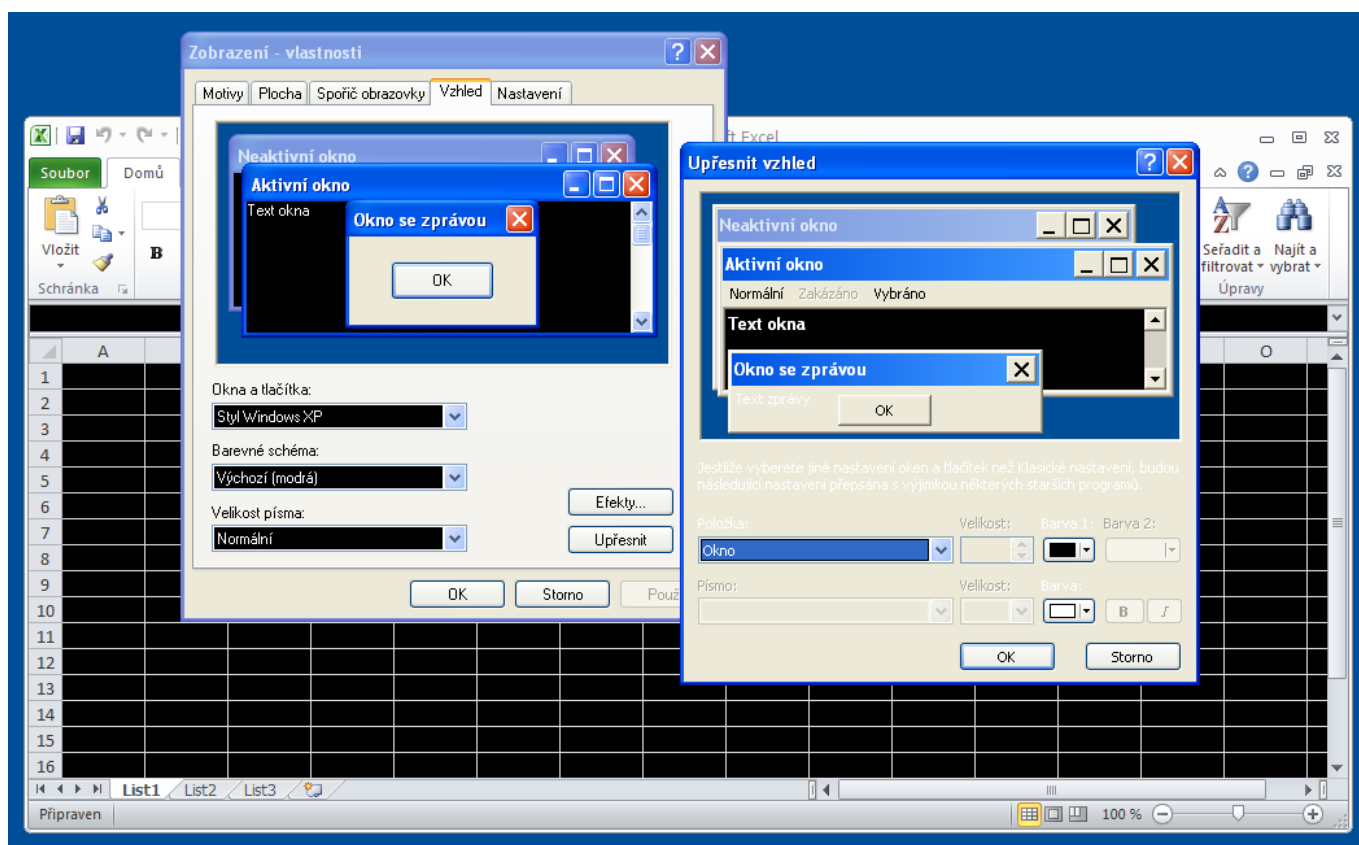 Zobrazení - vlastnosti
Motivy Plocha Spořič obrazovky Vzhled Nastavení
Neaktivní okno
Aktivní okno
Text okna
Okno se zprávou
OK
Okna a tlačítka:
Styl Windows XP
Barevné schéma:
Výchozí (modrá)
Velikost písma:
Normální
Efekty...
Upřesnit
OK Storno Použ
ft Excel
Soubor Domů
Vložit
B
Schránka
Seřadit a filtrovat
Najít a vybrat
Úpravy
Upřesnit vzhled
Neaktivní okno
Aktivní okno
Normální Zakázáno Vybráno
Text okna
Okno se zprávou
Text zprávy
OK
Jestliže vyberete jiné nastavení oken a tlačítek než Klasické nastavení, budou
následující nastavení přepsána s výjimkou některých starších programů.
Položka: Velikost: Barva 1: Barva 2:
Okno
Písmo: Velikost: Barva:
B I
OK Storno
A O
1
2
3
4
5
6
7
8
9
10
11
12
13
14
15
16
List1 List2 List3
Připraven 100 %